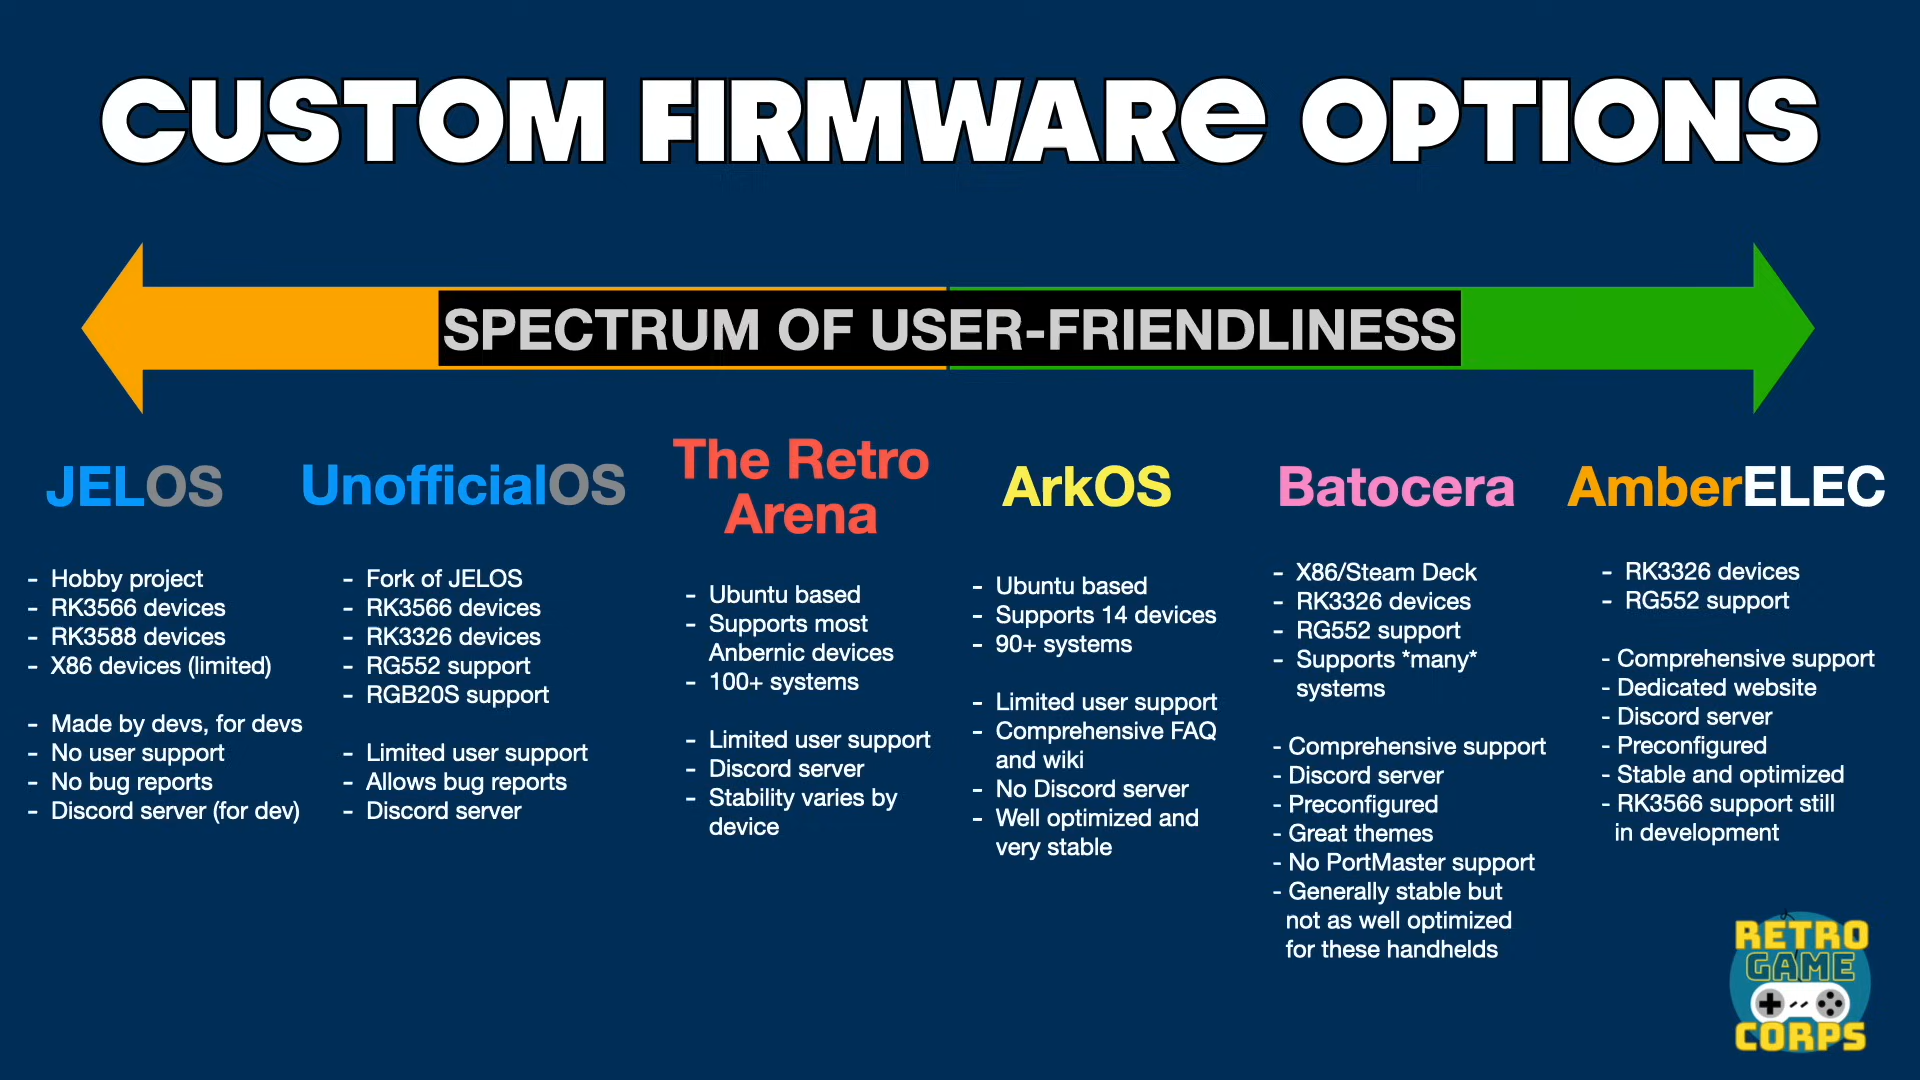 CUSTOM FIRMWARE OPTIONS
SPECTRUM OF USER-FRIENDLINESS
JELOS
- Hobby project
- RK3566 devices
- RK3588 devices
- X86 devices (limited)
- Made by devs, for devs
- No user support
- No bug reports
- Discord server (for dev)
UnofficialOS
- Fork of JELOS
- RK3566 devices
- RK3326 devices
- RG552 support
- RGB20S support
- Limited user support
- Allows bug reports
- Discord server
The Retro
Arena
- Ubuntu based
- Supports most
Anbernic devices
- 100+ systems
- Limited user support
- Discord server
- Stability varies by
device
ArkOS
- Ubuntu based
- Supports 14 devices
- 90+ systems
- Limited user support
- Comprehensive FAQ
and wiki
- No Discord server
- Well optimized and
very stable
Batocera
- X86/Steam Deck
- RK3326 devices
- RG552 support
- Supports *many*
systems
- Comprehensive support
- Discord server
- Preconfigured
- Great themes
- No PortMaster support
- Generally stable but
not as well optimized
for these handhelds
AmberELEC
- RK3326 devices
- RG552 support
- Comprehensive support
- Dedicated website
- Discord server
- Preconfigured
- Stable and optimized
- RK3566 support still
in development
RETRO
GAME
CORPS